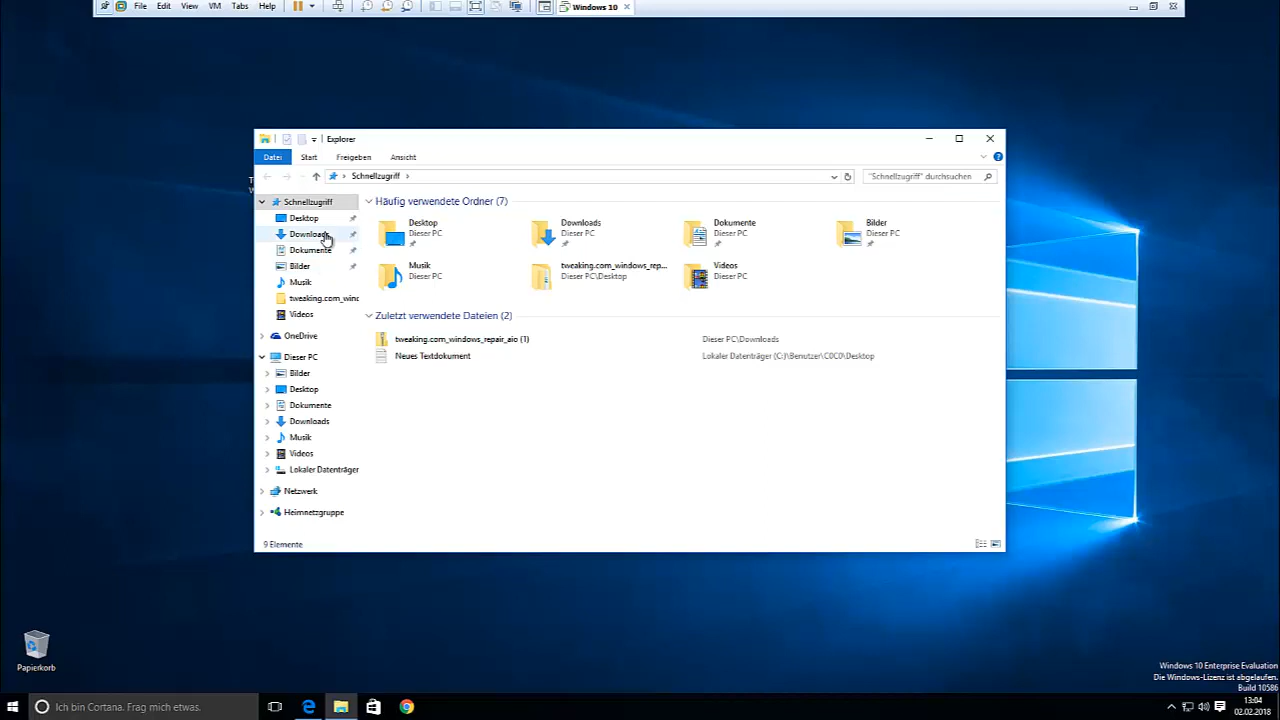 File Edit View VM Tabs Help
Windows 10
Explorer
Datei Start Freigeben Ansicht
Schnellzugriff
"Schnellzugriff" durchsuchen
Schnellzugriff
Desktop
Downloads
Dokumente
Bilder
Musik
tweaking.com_winc
Videos
OneDrive
Dieser PC
Bilder
Desktop
Dokumente
Downloads
Musik
Videos
Lokaler Datenträger
Netzwerk
Heimnetzgruppe
Häufig verwendete Ordner (7)
Desktop
Dieser PC
Downloads
Dieser PC
Dokumente
Dieser PC
Bilder
Dieser PC
Musik
Dieser PC
tweaking.com_windows_rep...
Dieser PC\Desktop
Videos
Dieser PC
Zuletzt verwendete Dateien (2)
tweaking.com_windows_repair_aio (1) Dieser PC\Downloads
Neues Textdokument Lokaler Datenträger (C:)\Benutzer\C0C0\Desktop
9 Elemente
Papierkorb
Windows 10 Enterprise Evaluation
Die Windows-Lizenz ist abgelaufen.
Build 10586
Ich bin Cortana. Frag mich etwas.
13:04
02.02.2018